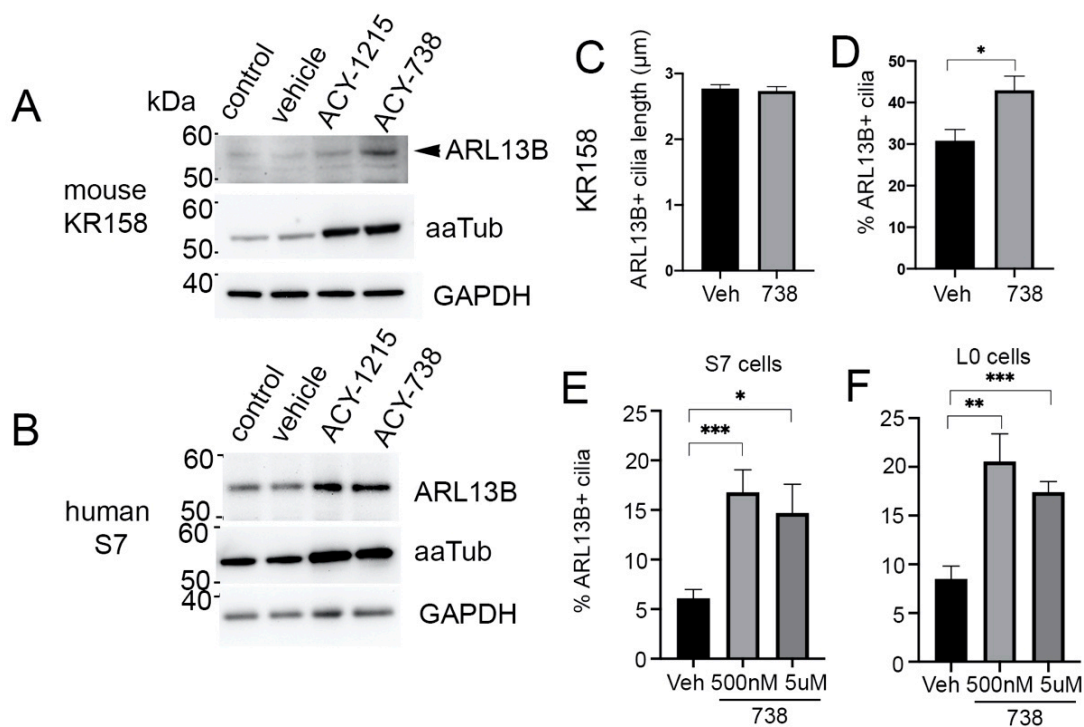 A
kDa
control
vehicle
ACY-1215
ACY-738
60
50
ARL13B
mouse
KR158
60
50
aaTub
40
GAPDH
B
control
vehicle
ACY-1215
ACY-738
human
S7
60
50
ARL13B
60
50
aaTub
40
GAPDH
C
KR158
ARL13B+ cilia length (µm)
3
2
1
0
Veh 738
D
*
% ARL13B+ cilia
50
40
30
20
10
0
Veh 738
E
S7 cells
*
***
% ARL13B+ cilia
25
20
15
10
5
0
Veh 500nM 5uM
738
F
L0 cells
***
**
25
20
15
10
5
0
Veh 500nM 5uM
738